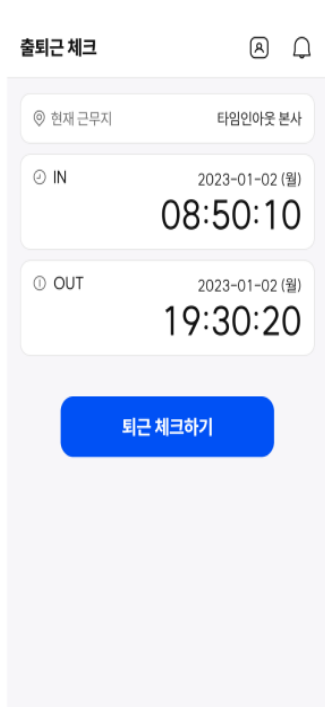 출퇴근 체크
현재 근무지 타임인아웃 본사
IN 2023-01-02 (월)
08:50:10
OUT 2023-01-02 (월)
19:30:20
퇴근 체크하기